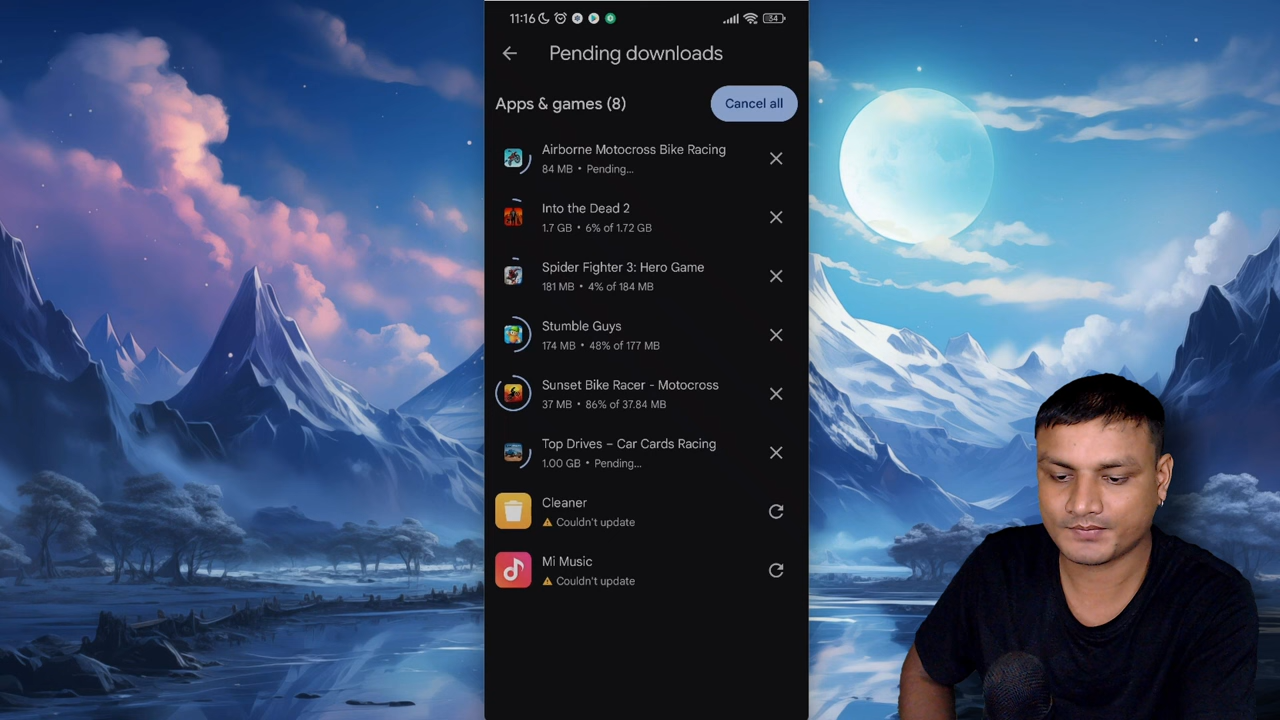 11:16
34
Pending downloads
Apps & games (8)
Cancel all
Airborne Motocross Bike Racing
84 MB • Pending...
Into the Dead 2
1.7 GB • 6% of 1.72 GB
Spider Fighter 3: Hero Game
181 MB • 4% of 184 MB
Stumble Guys
174 MB • 48% of 177 MB
Sunset Bike Racer - Motocross
37 MB • 86% of 37.84 MB
Top Drives – Car Cards Racing
1.00 GB • Pending...
Cleaner
Couldn't update
Mi Music
Couldn't update